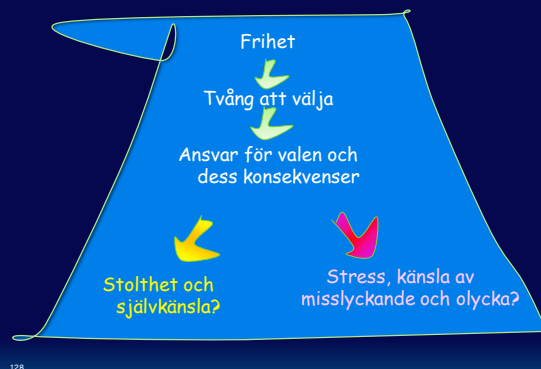 Frihet
Tvång att välja
Ansvar för valen och
dess konsekvenser
Stolthet och
självkänsla?
Stress, känsla av
misslyckande och olycka?
128